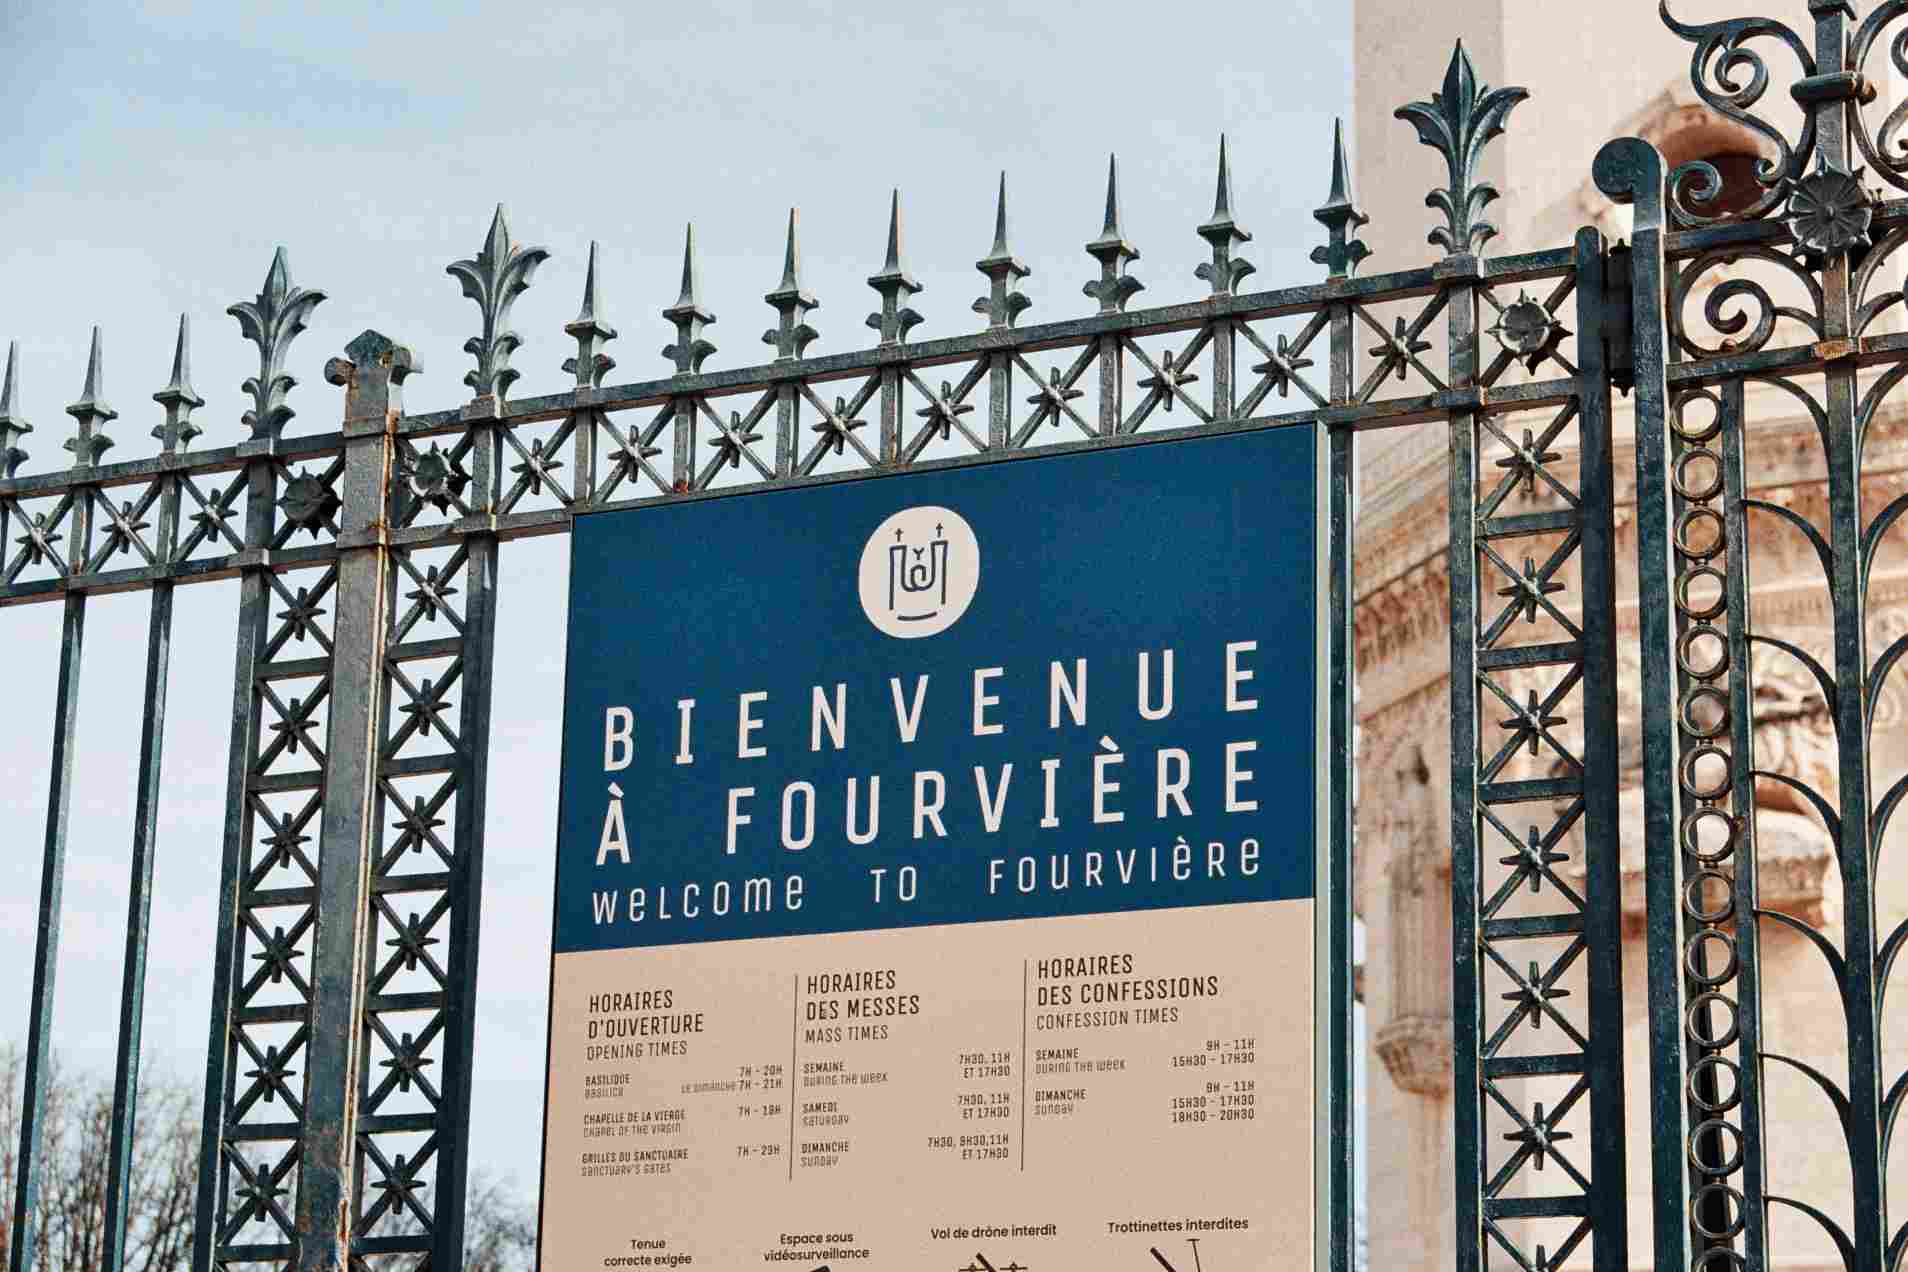 BIENVENUE
À FOURVIÈRE
WELCOME TO FOURVIÈRE
HORAIRES
D'OUVERTURE
OPENING TIMES
BASILIQUE 7H - 20H
BASILICA LE DIMANCHE 7H - 21H
CHAPELLE DE LA VIERGE 7H - 19H
CHAPEL OF THE VIRGIN
GRILLES DU SANCTUAIRE 7H - 23H
SANCTUARY'S GATES
HORAIRES
DES MESSES
MASS TIMES
SEMAINE 7H30, 11H
DURING THE WEEK ET 17H30
SAMEDI 7H30, 11H
SATURDAY ET 17H30
DIMANCHE 7H30, 9H30, 11H
SUNDAY ET 17H30
HORAIRES
DES CONFESSIONS
CONFESSION TIMES
SEMAINE 9H - 11H
DURING THE WEEK 15H30 - 17H30
DIMANCHE 9H - 11H
SUNDAY 15H30 - 17H30
18H30 - 20H30
Tenue
correcte exigée
Espace sous
vidéosurveillance
Vol de drône interdit
Trottinettes interdites